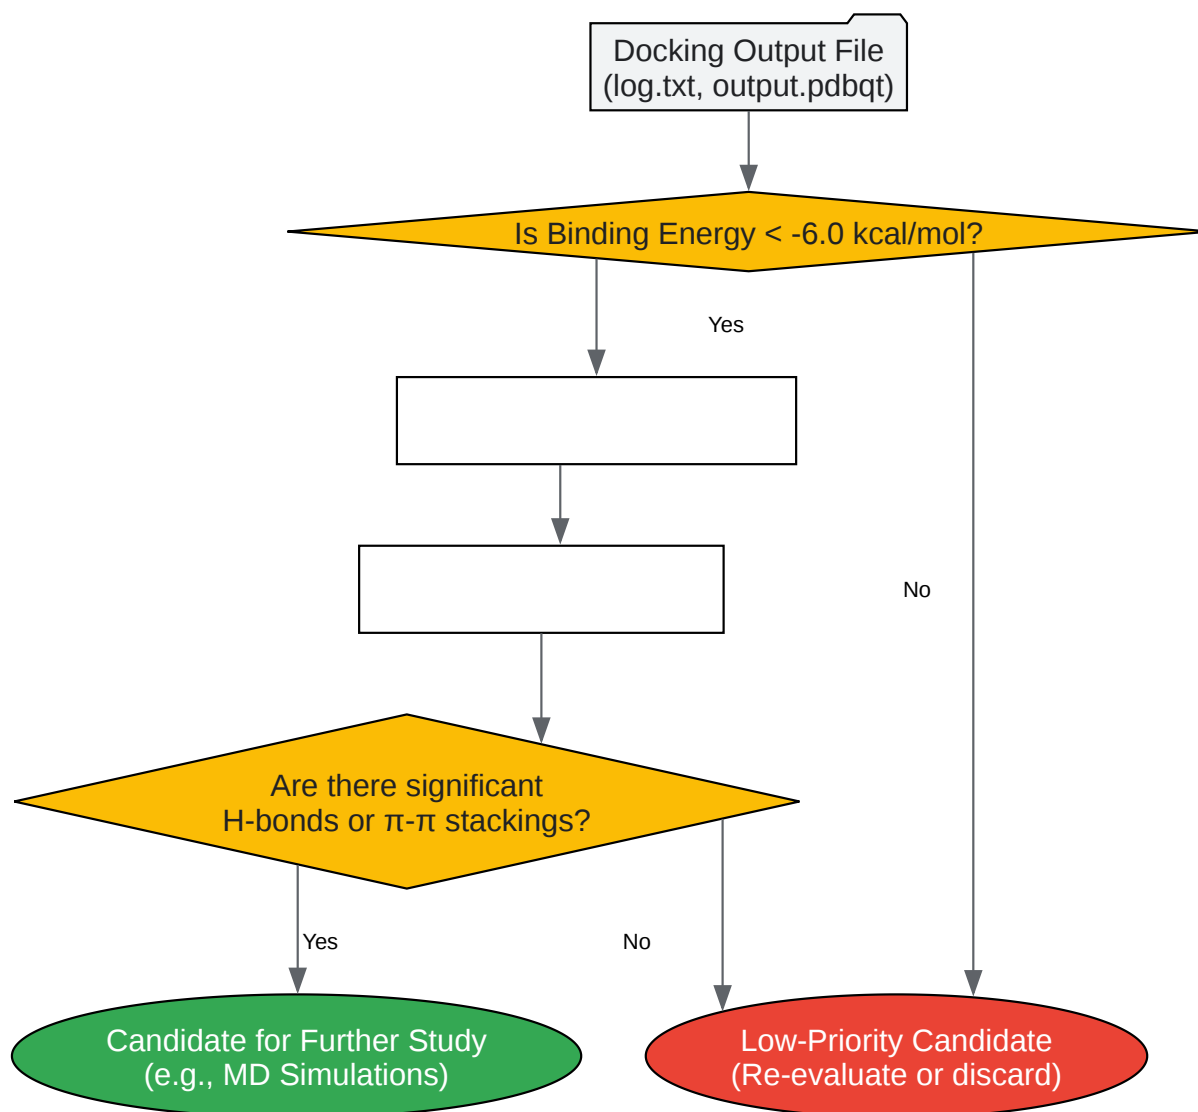 Docking Output File
(log.txt, output.pdbqt)
Is Binding Energy < -6.0 kcal/mol?
Yes
No
Are there significant
H-bonds or π-π stackings?
Yes
No
Candidate for Further Study
(e.g., MD Simulations)
Low-Priority Candidate
(Re-evaluate or discard)